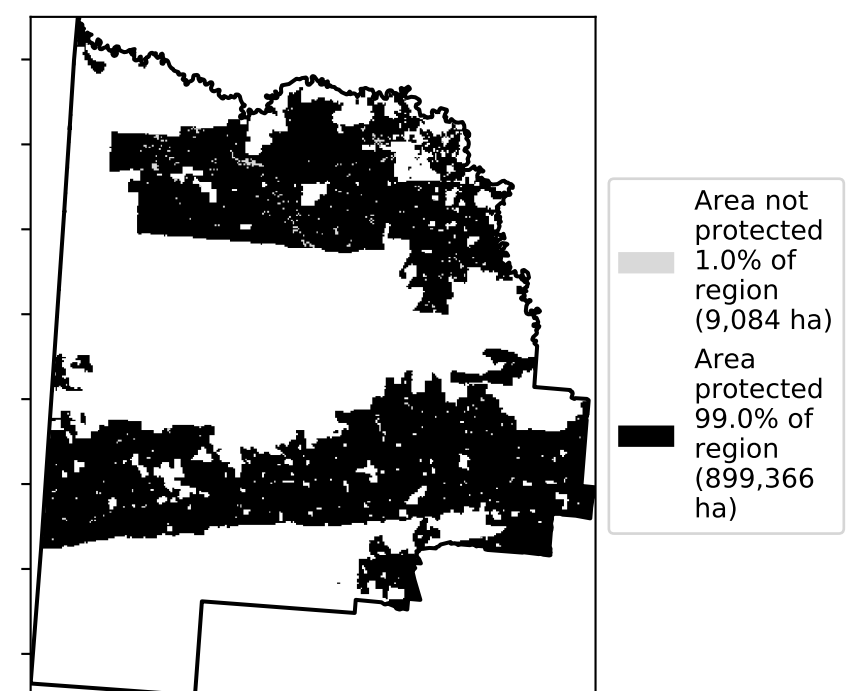 Area not
protected
1.0% of
region
(9,084 ha)
Area
protected
99.0% of
region
(899,366
ha)